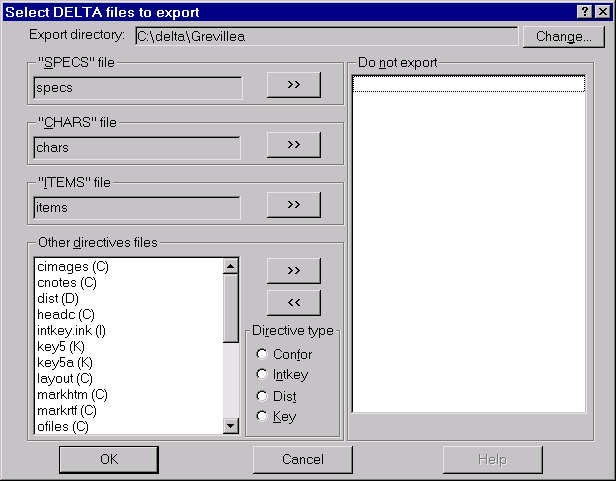 Select DELTA files to export
Export directory: C:\delta\Grevillea Change...
"SPECS" file
specs >>
"CHARS" file
chars >>
"ITEMS" file
items >>
Other directives files
cimages (C)
cnotes (C)
dist (D)
headc (C)
intkey.ink (I)
key5 (K)
key5a (K)
layout (C)
markhtm (C)
markrtf (C)
ofiles (C)
>>
<<
Directive type
Confor
Intkey
Dist
Key
Do not export
OK Cancel Help